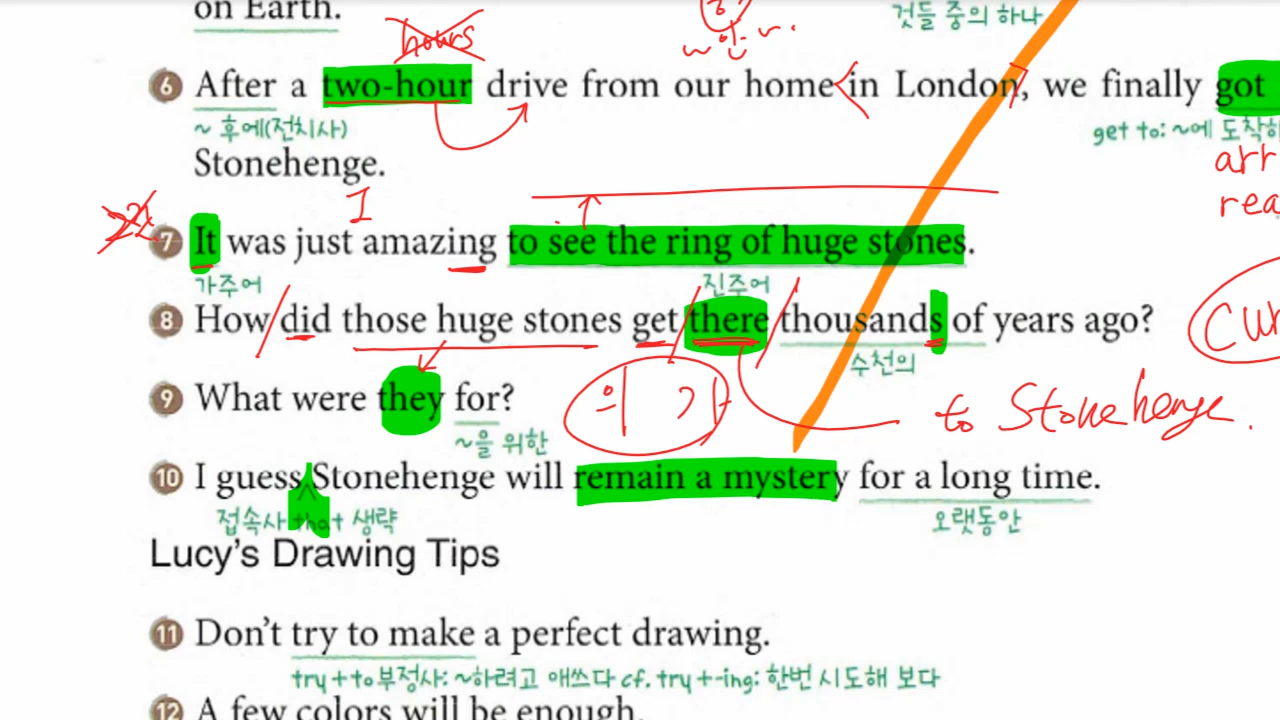 on Earth.
것들 중의 하나
hours
6 After a two-hour drive from our home in London, we finally got
~ 후에(전치사)
get to: ~에 도착하
arr
Stonehenge.
rea
1
7 It was just amazing to see the ring of huge stones.
가주어
진주어
8 How did those huge stones get there thousands of years ago?
수천의
9 What were they for?
to Stonehenge.
~을 위한
10 I guess Stonehenge will remain a mystery for a long time.
접속사 that 생략
오랫동안
Lucy's Drawing Tips
11 Don't try to make a perfect drawing.
try+to부정사: ~하려고 애쓰다 cf. try+-ing: 한번 시도해 보다
12 A few colors will be enough.